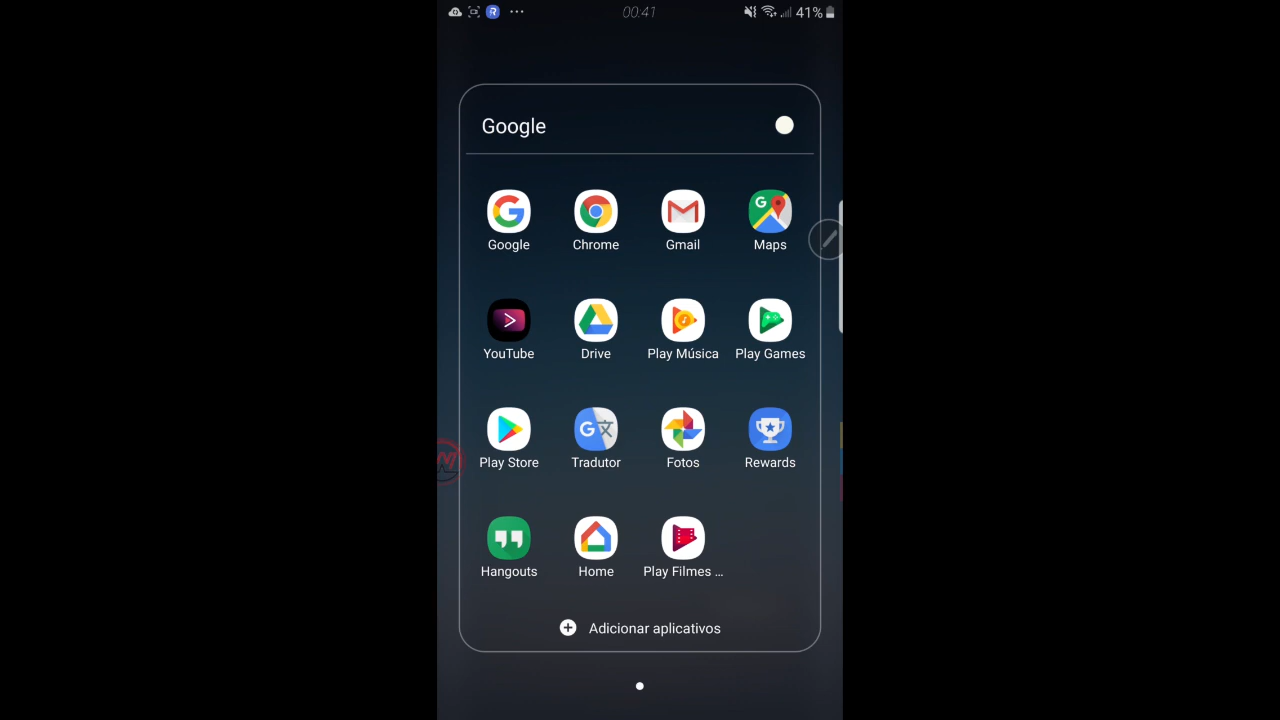 00:41 41%
Google
Google Chrome Gmail Maps
YouTube Drive Play Música Play Games
Play Store Tradutor Fotos Rewards
Hangouts Home Play Filmes ...
Adicionar aplicativos